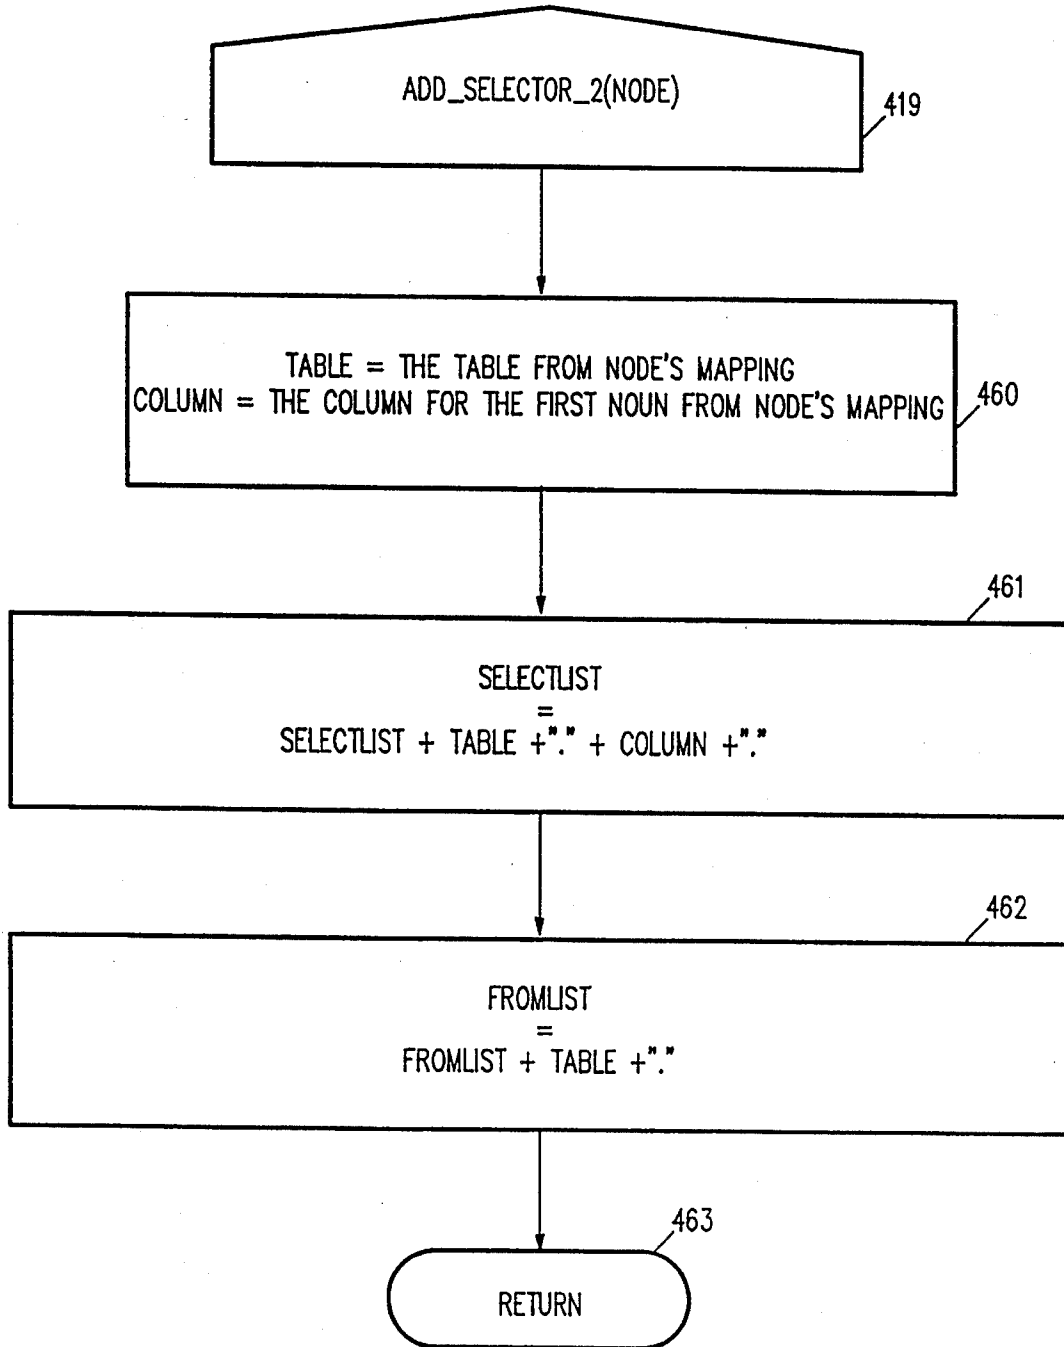 ADD_SELECTOR_2(NODE)
419
TABLE = THE TABLE FROM NODE'S MAPPING
COLUMN = THE COLUMN FOR THE FIRST NOUN FROM NODE'S MAPPING
460
461
SELECTLIST
=
SELECTLIST + TABLE +"." + COLUMN +"."
462
FROMLIST
=
FROMLIST + TABLE +"."
463
RETURN